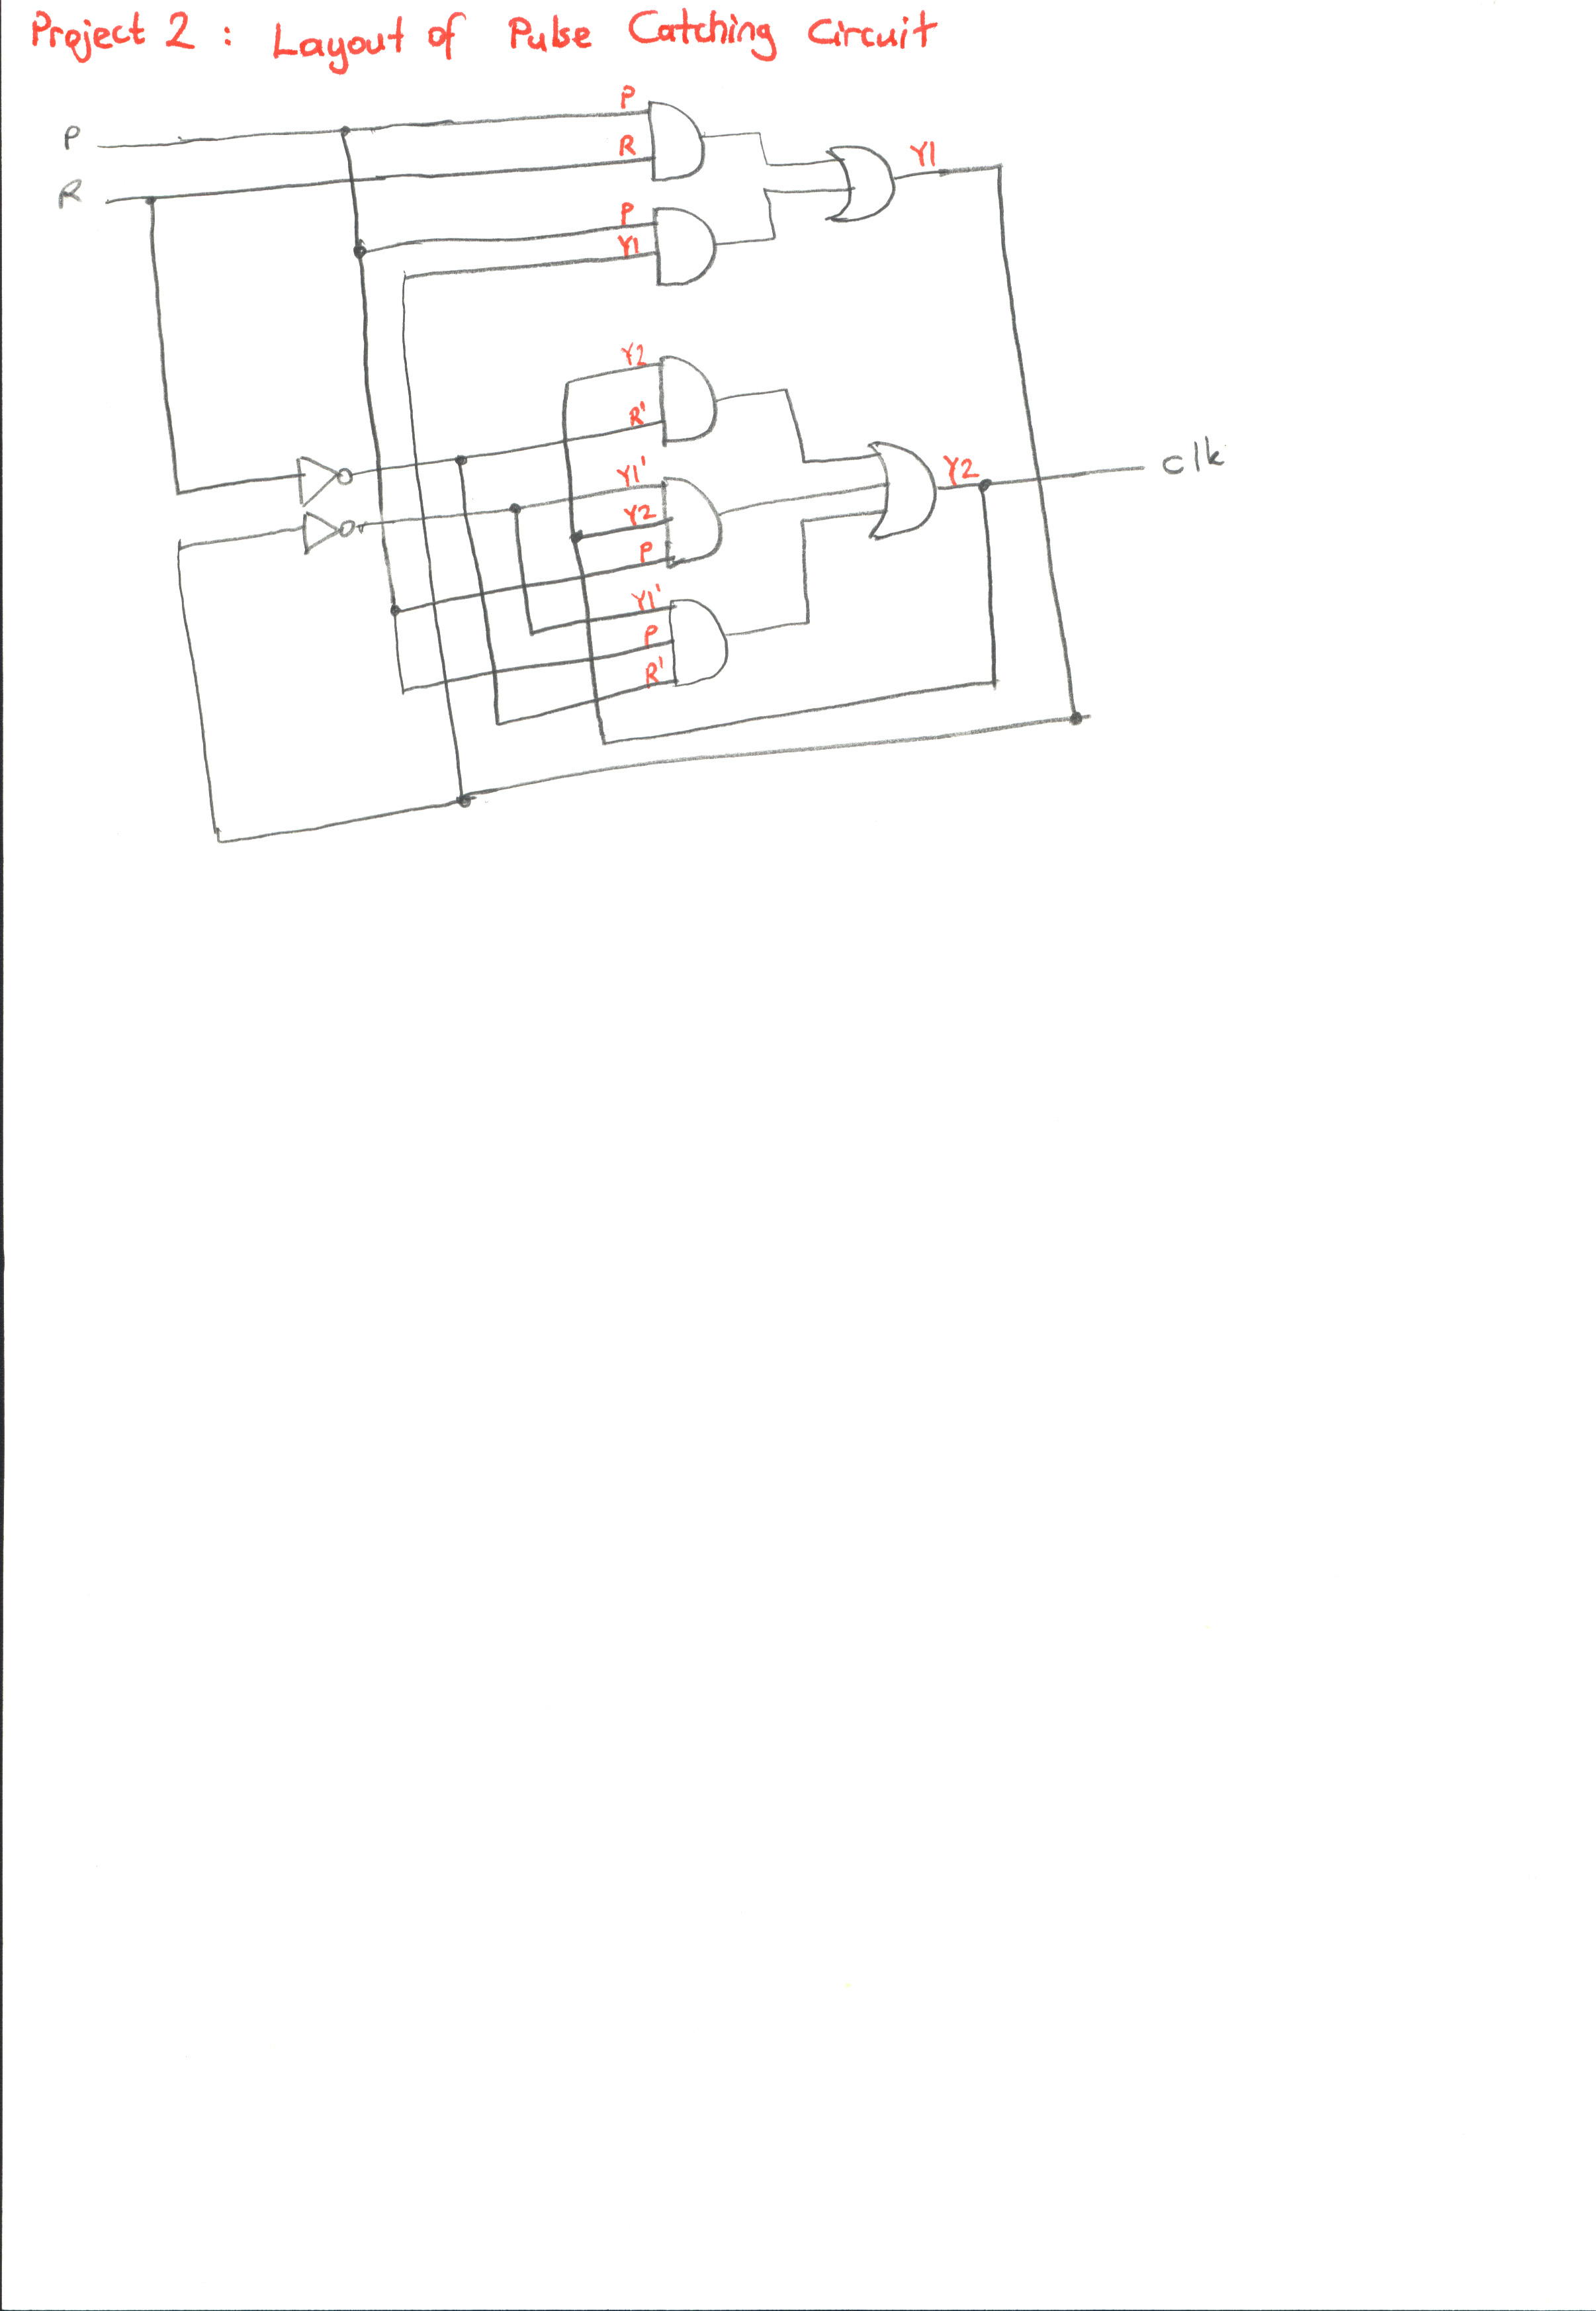 Project 2 : Layout of Pulse Catching Circuit
P
P
R
R
Y1
P
Y1
Y2
R'
Y1'
Y2
P
Y2
clk
Y1'
P
R'